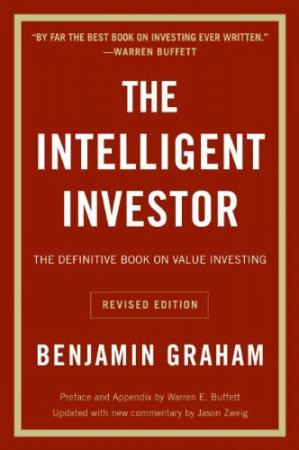 “BY FAR THE BEST BOOK ON INVESTING EVER WRITTEN.”
—WARREN BUFFETT
THE
INTELLIGENT
INVESTOR
THE DEFINITIVE BOOK ON VALUE INVESTING
REVISED EDITION
BENJAMIN GRAHAM
Preface and Appendix by Warren E. Buffett
Updated with new commentary by Jason Zweig